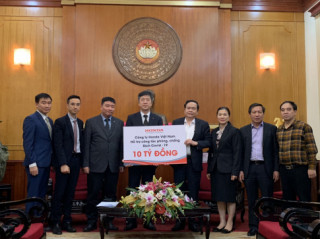 HONDA
Công ty Honda Việt Nam
Hỗ trợ công tác phòng, chống
dịch Covid - 19
10 TỶ ĐỒNG